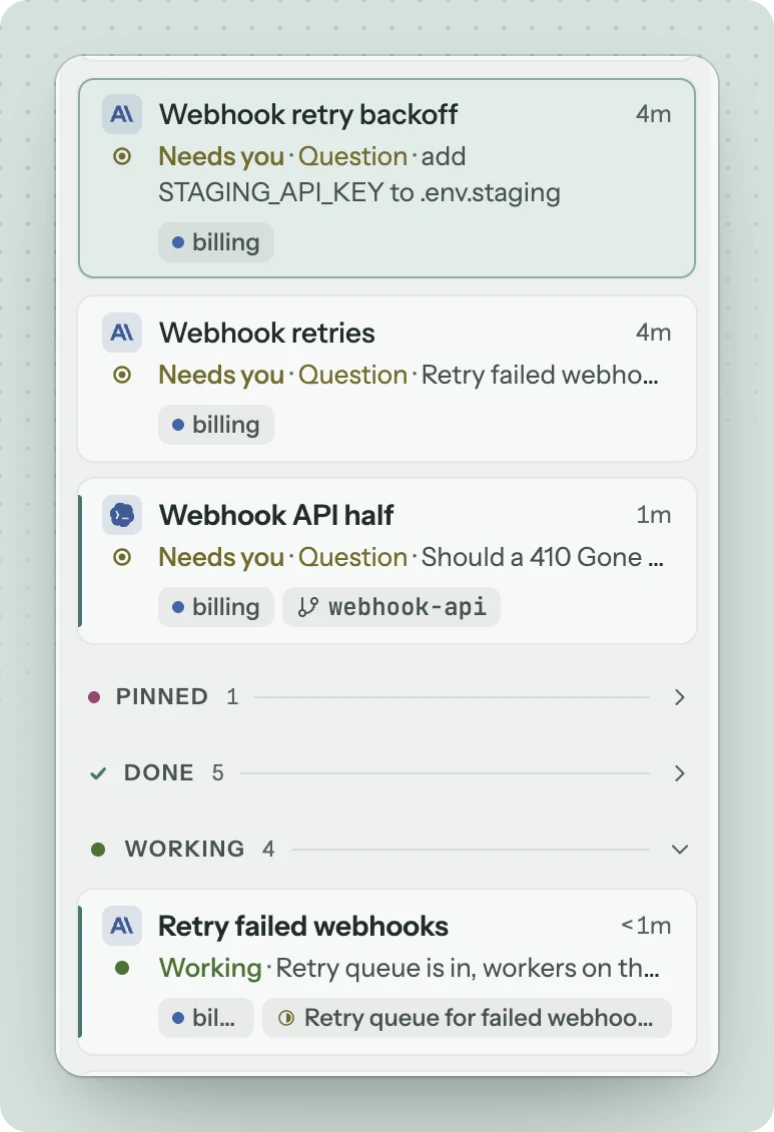 Webhook retry backoff 4m
Needs you · Question · add
STAGING_API_KEY to .env.staging
billing
Webhook retries 4m
Needs you · Question · Retry failed webho...
billing
Webhook API half 1m
Needs you · Question · Should a 410 Gone ...
billing webhook-api
PINNED 1
DONE 5
WORKING 4
Retry failed webhooks <1m
Working · Retry queue is in, workers on th...
bil... Retry queue for failed webhoo...